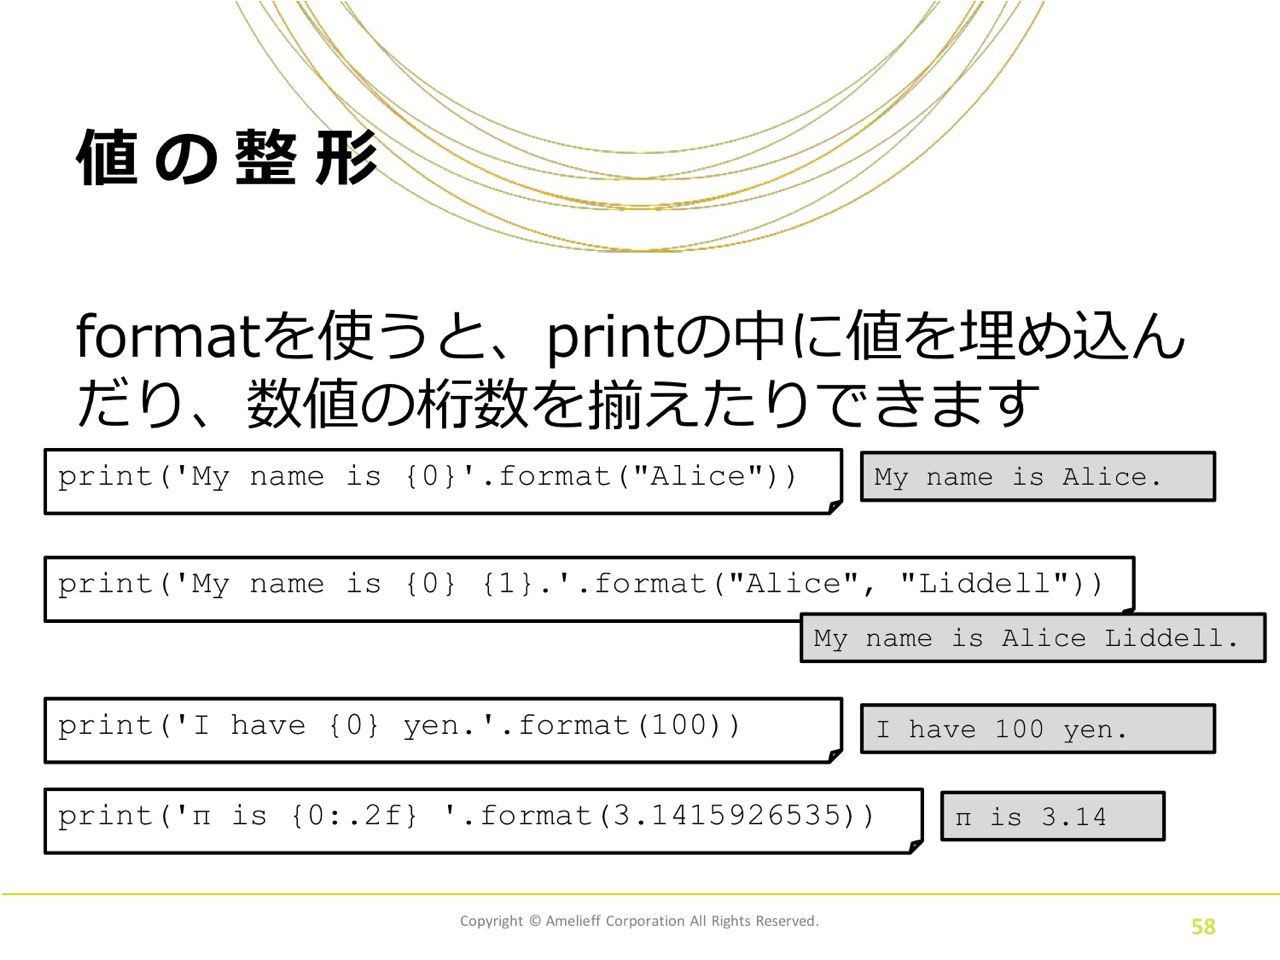 値の整形
formatを使うと、printの中に値を埋め込ん
だり、数値の桁数を揃えたりできます
print('My name is {0}'.format("Alice"))
My name is Alice.
print('My name is {0} {1}.'.format("Alice", "Liddell"))
My name is Alice Liddell.
print('I have {0} yen.'.format(100))
I have 100 yen.
print('π is {0:.2f} '.format(3.1415926535))
π is 3.14
Copyright © Amelieff Corporation All Rights Reserved.
58